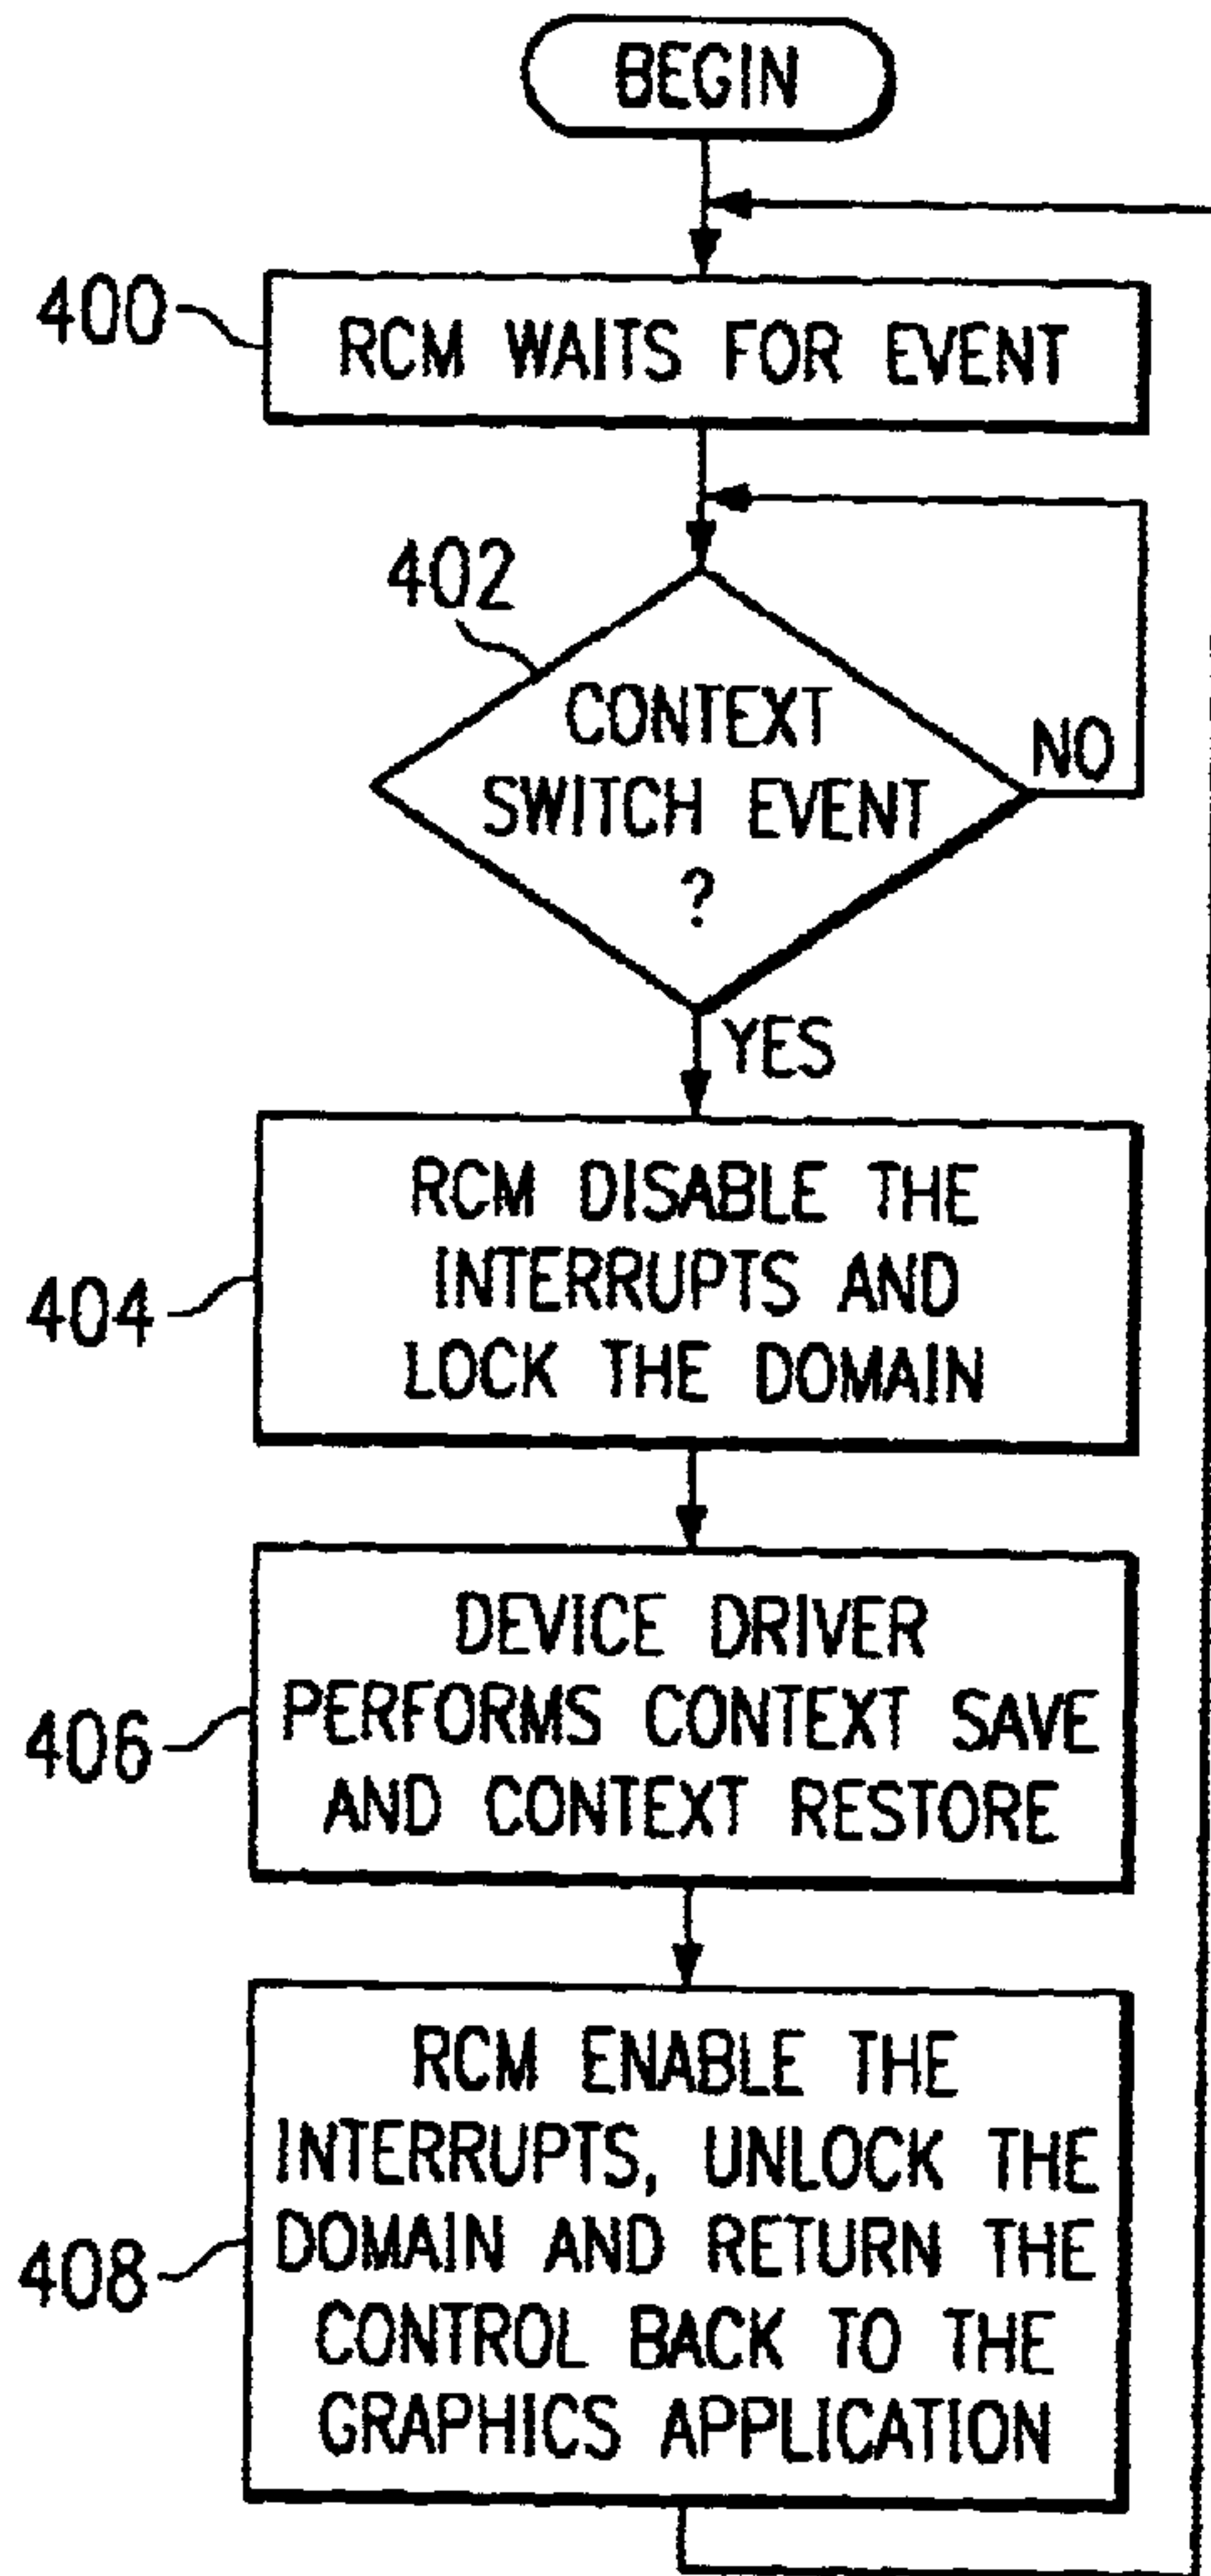 BEGIN
400
RCM WAITS FOR EVENT
402
CONTEXT
SWITCH EVENT
?
NO
YES
404
RCM DISABLE THE
INTERRUPTS AND
LOCK THE DOMAIN
406
DEVICE DRIVER
PERFORMS CONTEXT SAVE
AND CONTEXT RESTORE
408
RCM ENABLE THE
INTERRUPTS, UNLOCK THE
DOMAIN AND RETURN THE
CONTROL BACK TO THE
GRAPHICS APPLICATION